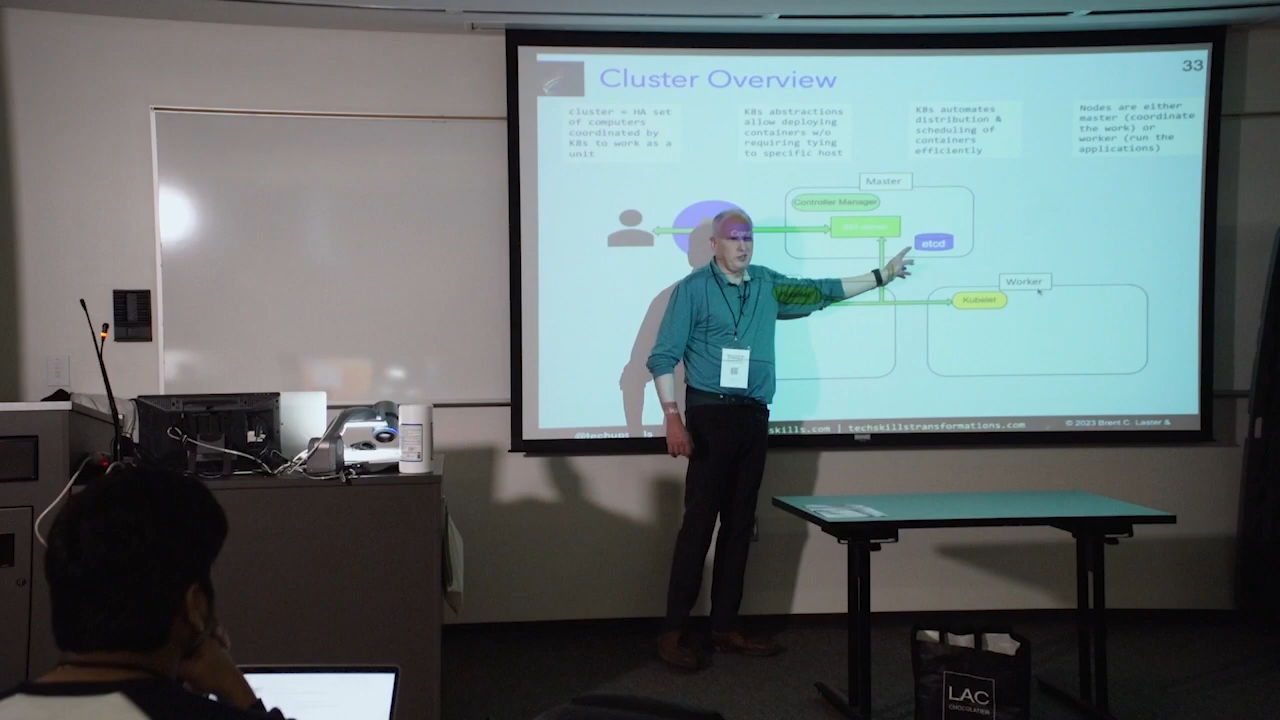 Cluster Overview
33
cluster = HA set
of computers
coordinated by
K8s to work as a
unit
K8s abstractions
allow deploying
containers w/o
requiring tying
to specific host
K8s automates
distribution &
scheduling of
containers
efficiently
Nodes are either
master (coordinate
the work) or
worker (run the
applications)
Master
Controller Manager
etcd
Worker
Kubelet
skills.com | techskillstransformations.com
© 2023 Brent C. Laster &
LAC
CHOCOLATIER